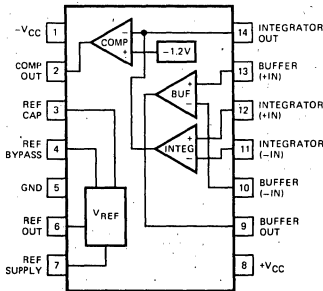 -VCC 1
COMP OUT 2
REF CAP 3
REF BYPASS 4
GND 5
REF OUT 6
REF SUPPLY 7
COMP
- +
-1.2V
BUF
+ -
INTEG
+ -
VREF
14 INTEGRATOR OUT
13 BUFFER (+IN)
12 INTEGRATOR (+IN)
11 INTEGRATOR (-IN)
10 BUFFER (-IN)
9 BUFFER OUT
8 +VCC